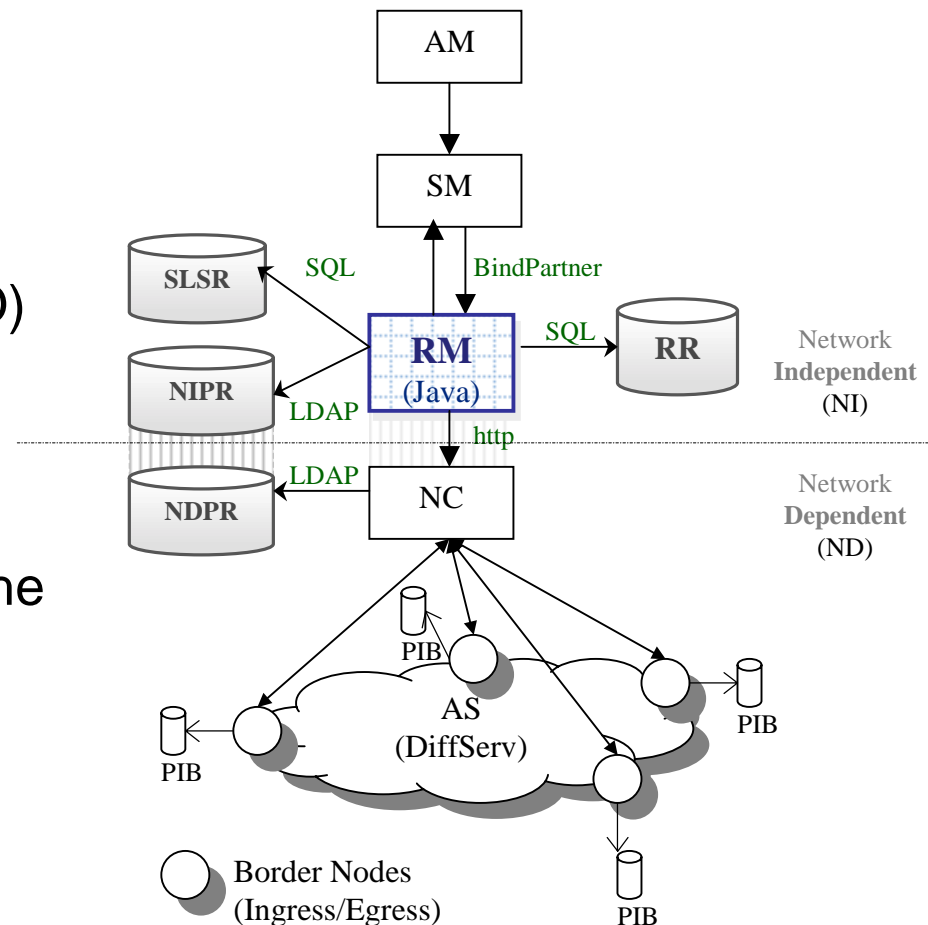 AM
SM
SLSR
SQL
BindPartner
O)
RM
(Java)
SQL
RR
Network
Independent
(NI)
NIPR
LDAP
http
LDAP
NDPR
NC
Network
Dependent
(ND)
ne
PIB
AS
(DiffServ)
PIB
PIB
Border Nodes
(Ingress/Egress)
PIB